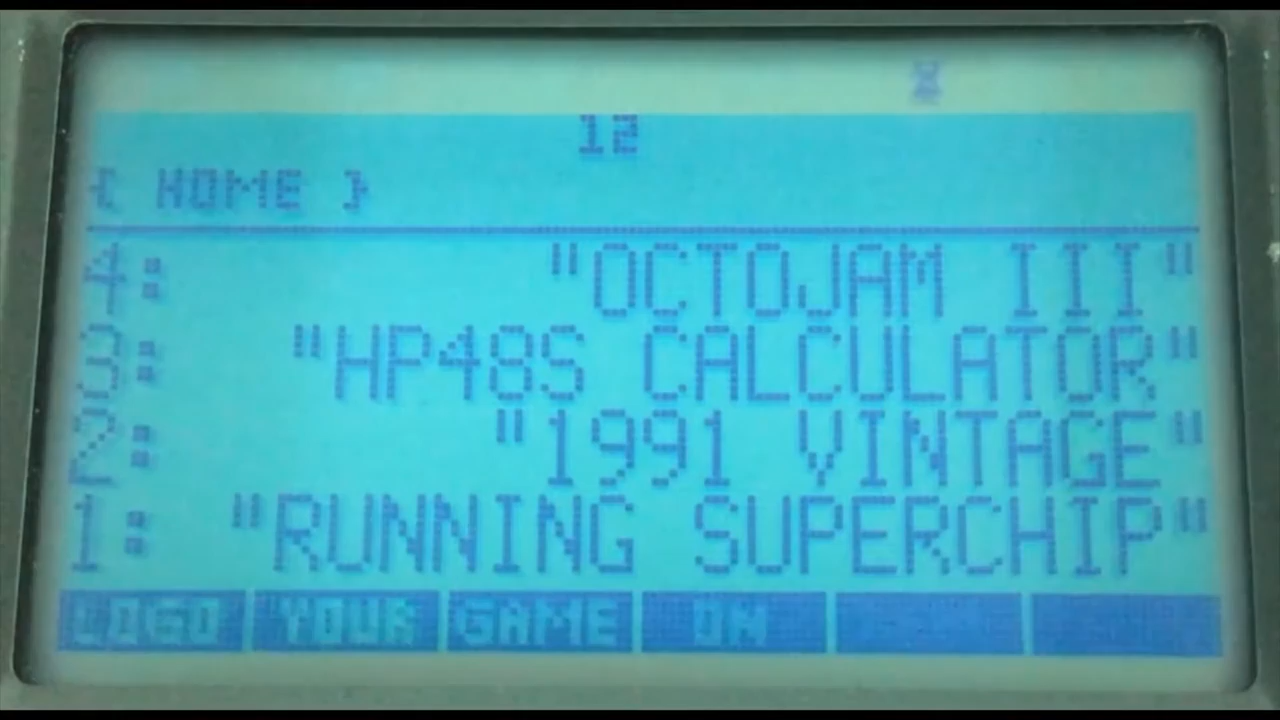 12
{ HOME }
4: "OCTOJAM III"
3: "HP48S CALCULATOR"
2: "1991 VINTAGE"
1: "RUNNING SUPERCHIP"
LOGO YOUR GAME ON